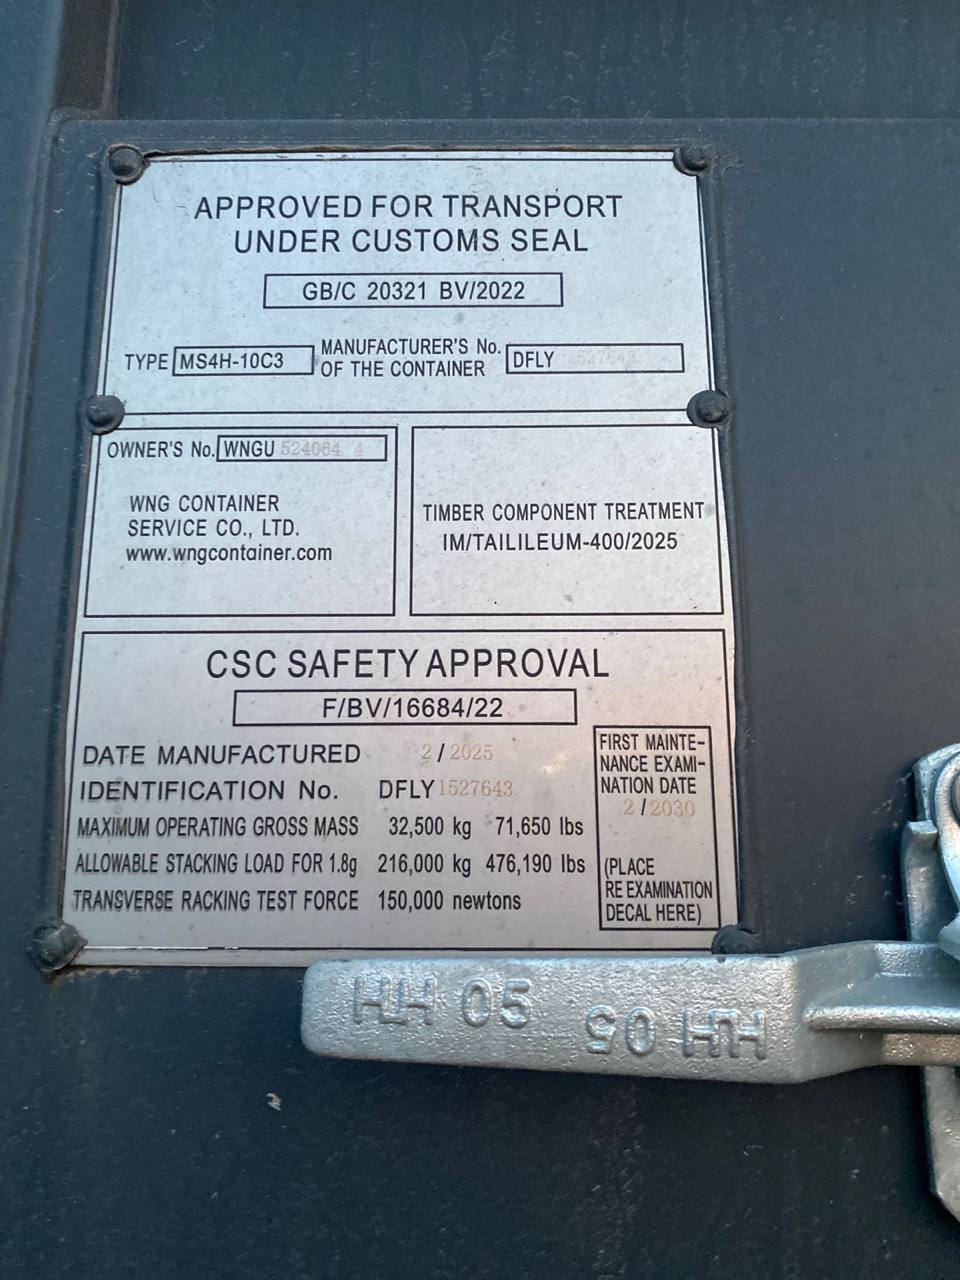 APPROVED FOR TRANSPORT
UNDER CUSTOMS SEAL
GB/C 20321 BV/2022
TYPE MS4H-10C3 MANUFACTURER'S No. OF THE CONTAINER DFLY 1527643
OWNER'S No. WNGU 524064 4
WNG CONTAINER
SERVICE CO., LTD.
www.wngcontainer.com
TIMBER COMPONENT TREATMENT
IM/TAILILEUM-400/2025
CSC SAFETY APPROVAL
F/BV/16684/22
DATE MANUFACTURED 2 / 2025
IDENTIFICATION No. DFLY 1527643
MAXIMUM OPERATING GROSS MASS 32,500 kg 71,650 lbs
ALLOWABLE STACKING LOAD FOR 1.8g 216,000 kg 476,190 lbs
TRANSVERSE RACKING TEST FORCE 150,000 newtons
FIRST MAINTE-
NANCE EXAMI-
NATION DATE
2 / 2030
(PLACE
RE EXAMINATION
DECAL HERE)
HH 05
HH 05